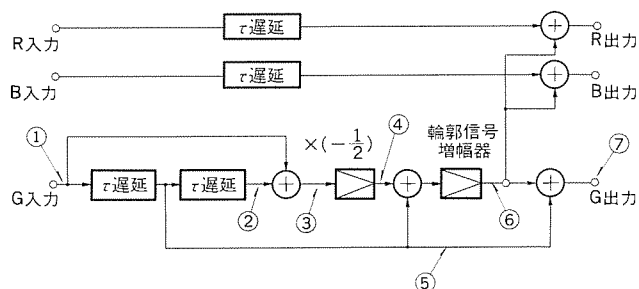 R入力
τ遅延
R出力
B入力
τ遅延
B出力
①
×(−1/2)
④
輪郭信号
増幅器
⑦
G入力
τ遅延
τ遅延
②
③
⑥
G出力
⑤